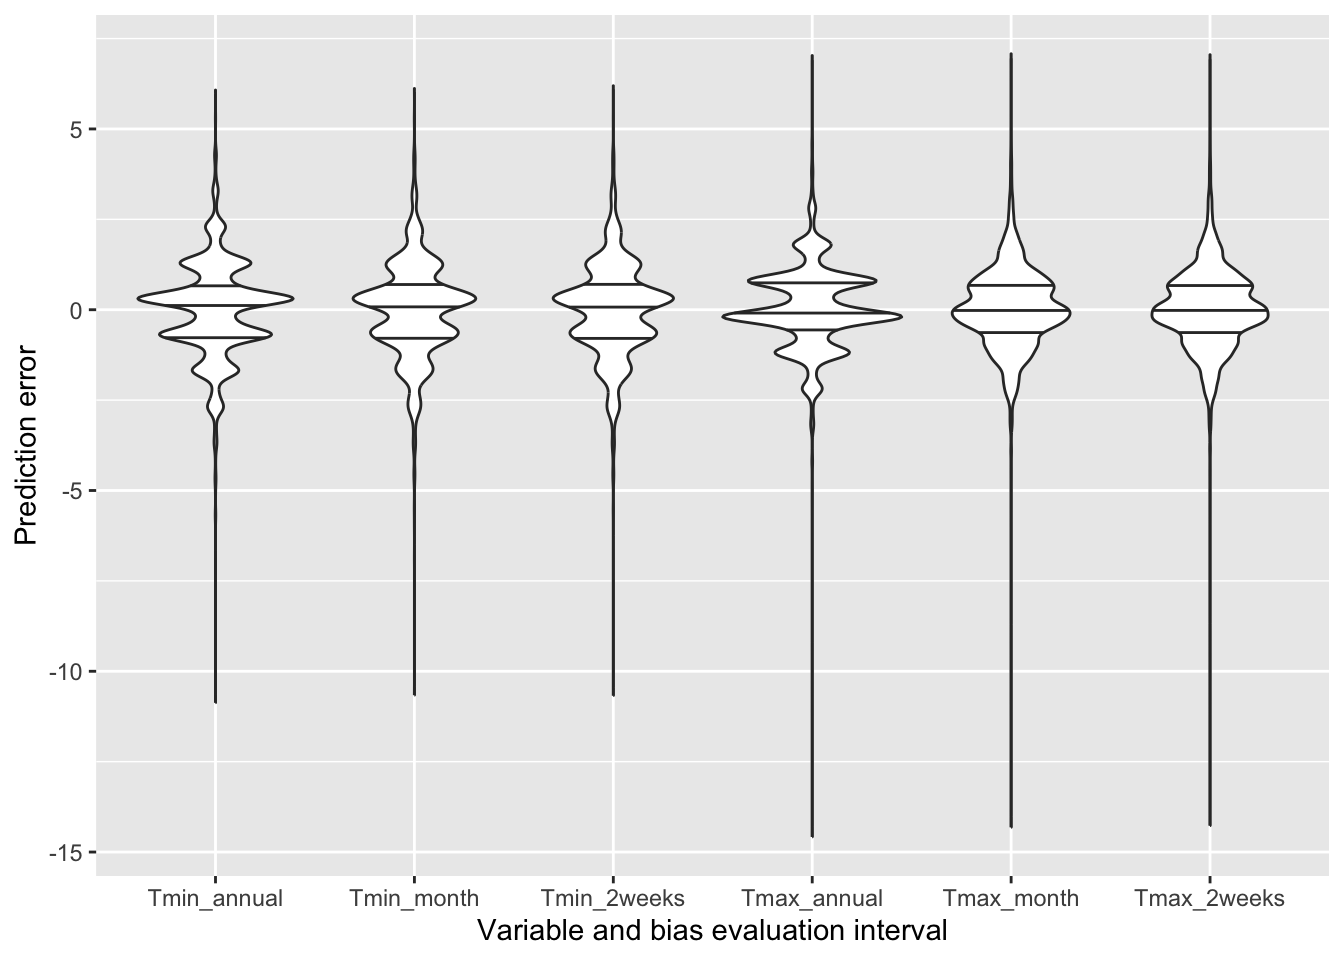 Prediction error
5
0
-5
-10
-15
Tmin_annual
Tmin_month
Tmin_2weeks
Tmax_annual
Tmax_month
Tmax_2weeks
Variable and bias evaluation interval